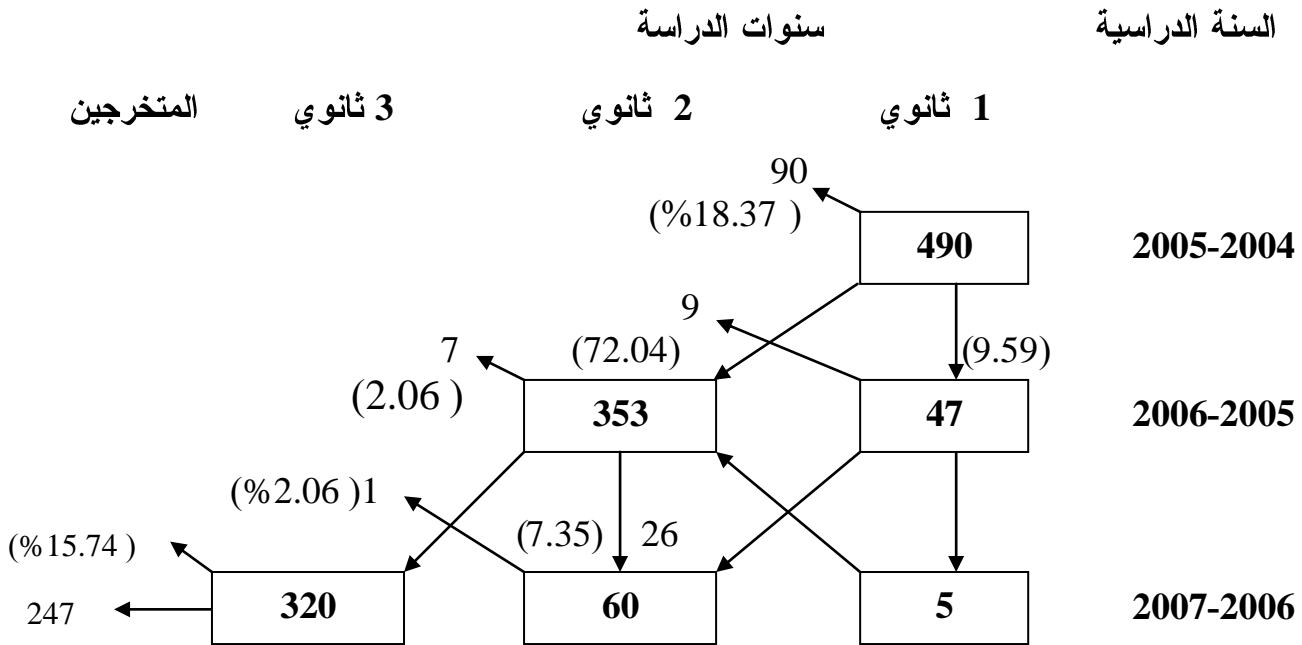 السنة الدراسية سنوات الدراسة
1 ثانوي 2 ثانوي 3 ثانوي المتخرجين
90
(%18.37 )
490 2005-2004
9
(9.59) (72.04) 7
(2.06 )
47 353 2006-2005
(%2.06 )1
26 (7.35)
(%15.74 )
5 60 320 2007-2006
247